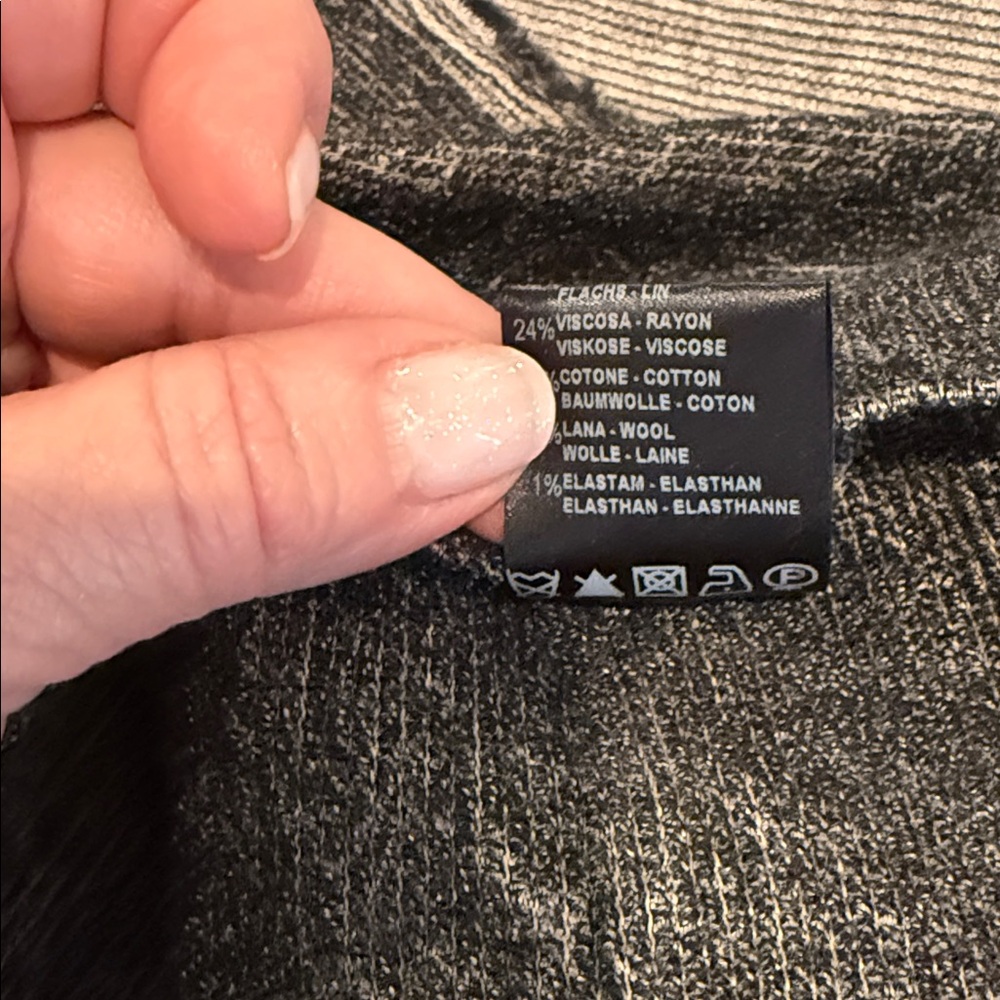 FLACHS - LIN
24% VISCOSA - RAYON
VISKOSE - VISCOSE
% COTONE - COTTON
BAUMWOLLE - COTON
% LANA - WOOL
WOLLE - LAINE
1% ELASTAM - ELASTHAN
ELASTHAN - ELASTHANNE
P